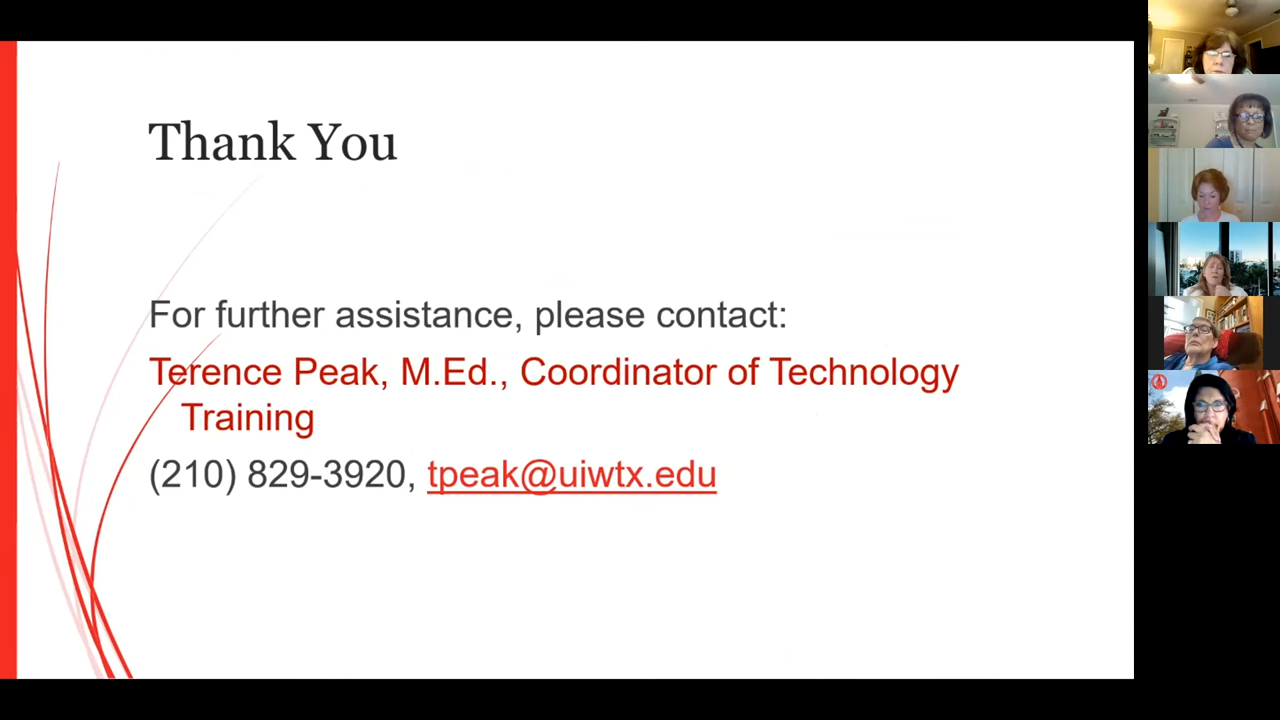 Thank You
For further assistance, please contact:
Terence Peak, M.Ed., Coordinator of Technology
Training
(210) 829-3920, tpeak@uiwtx.edu